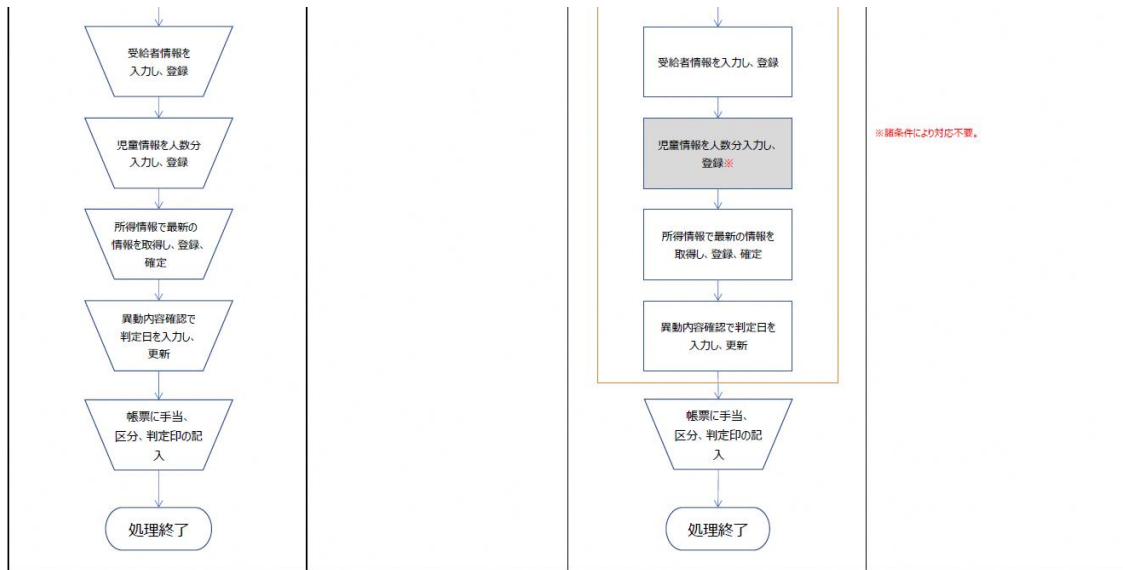 受給者情報を
入力し、登録
児童情報を人数分
入力し、登録
所得情報で最新の
情報を取得し、登録、
確定
異動内容確認で
判定日を入力し、
更新
帳票に手当、
区分、判定印の記
入
処理終了
受給者情報を入力し、登録
児童情報を人数分入力し、
登録※
所得情報で最新の情報を
取得し、登録、確定
異動内容確認で判定日を
入力し、更新
帳票に手当、
区分、判定印の記
入
処理終了
※諸条件により対応不要。